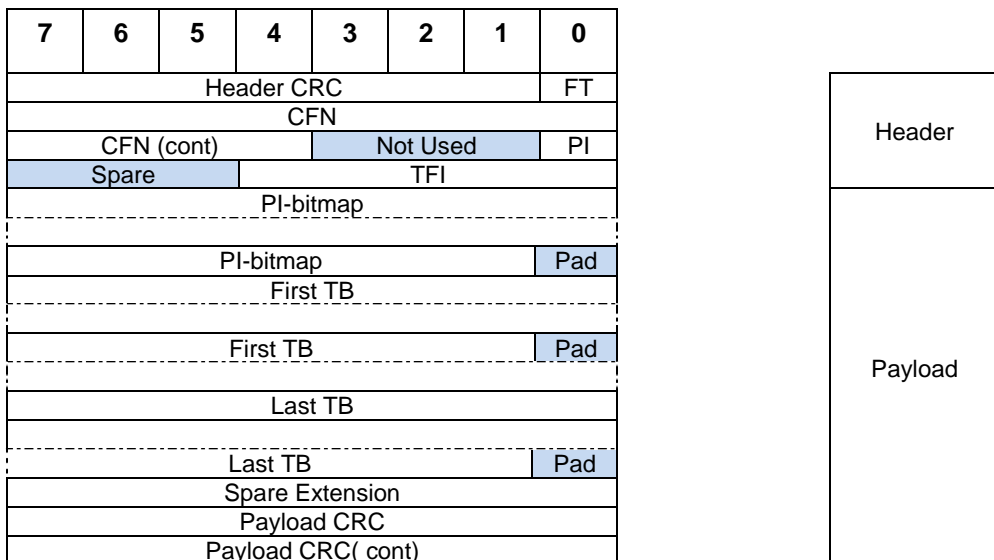 7 6 5 4 3 2 1 0
Header CRC FT
CFN
Header
CFN (cont) Not Used PI
Spare TFI
PI-bitmap
PI-bitmap Pad
First TB
First TB Pad
Payload
Last TB
Last TB Pad
Spare Extension
Payload CRC
Payload CRC( cont)